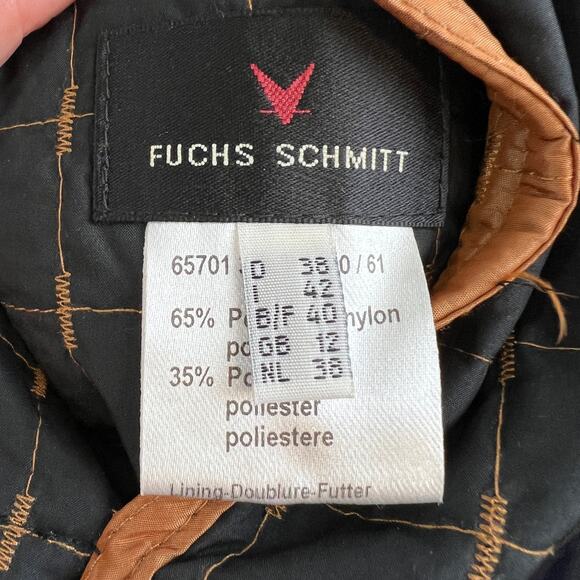 FUCHS SCHMITT
65701 0 / 61
D 38
I 42
B/F 40
GB 12
NL 38
65% nylon
35%
poliester
poliestere
Lining-Doublure-Futter